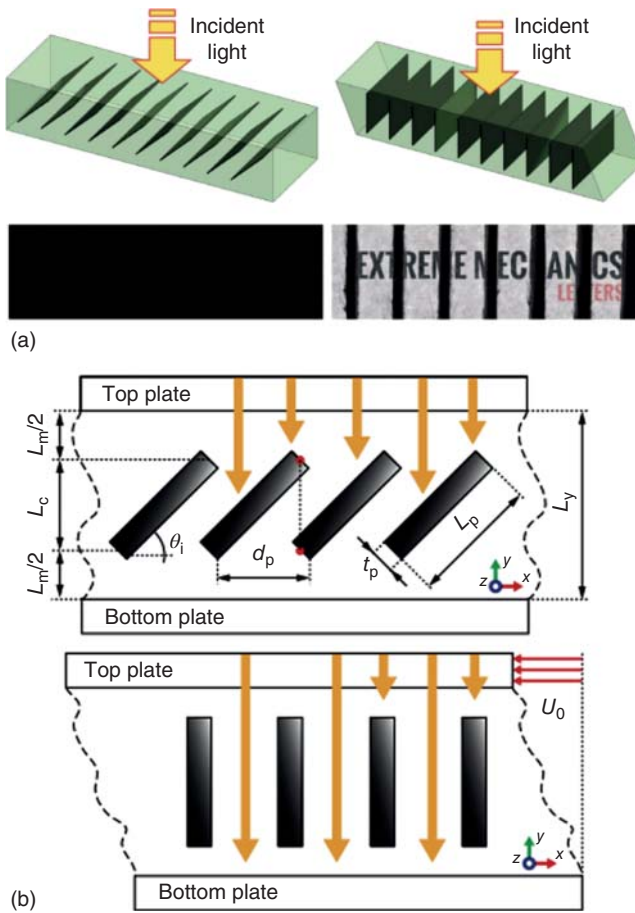 Incident
light
Incident
light
EXTREME MECHANICS
LETTERS
(a)
Top plate
Lm/2
Lc
Lm/2
θi
dp
tp
Lp
Ly
y
z
x
Bottom plate
Top plate
U0
y
z
x
Bottom plate
(b)